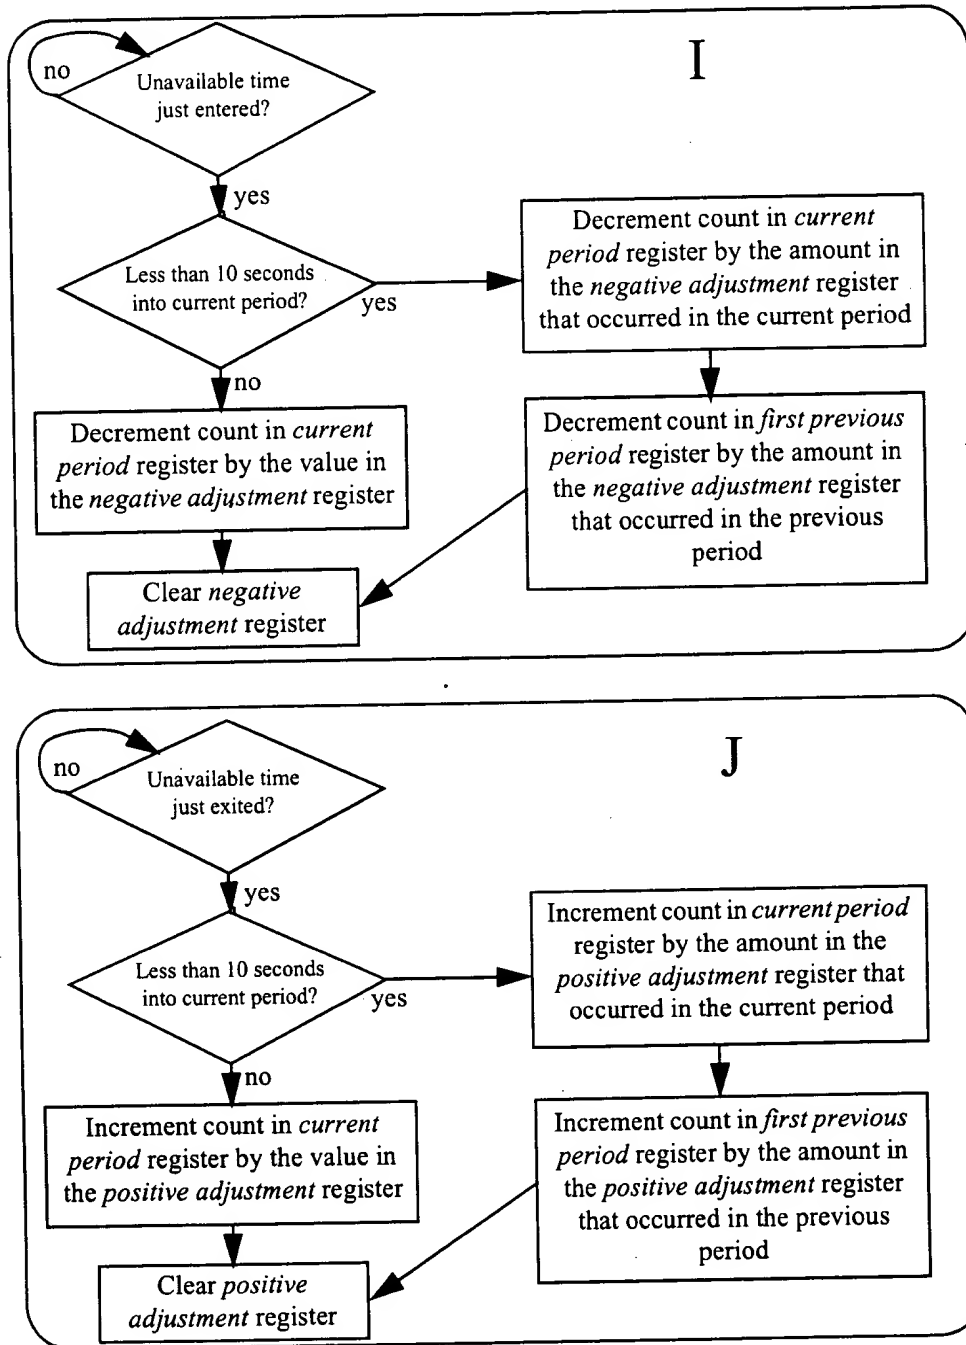 I
no
Unavailable time
just entered?
yes
Less than 10 seconds
into current period?
yes
Decrement count in current
period register by the amount in
the negative adjustment register
that occurred in the current period
no
Decrement count in current
period register by the value in
the negative adjustment register
Decrement count in first previous
period register by the amount in
the negative adjustment register
that occurred in the previous
period
Clear negative
adjustment register
J
no
Unavailable time
just exited?
yes
Less than 10 seconds
into current period?
yes
Increment count in current period
register by the amount in the
positive adjustment register that
occurred in the current period
no
Increment count in current
period register by the value in
the positive adjustment register
Increment count in first previous
period register by the amount in
the positive adjustment register
that occurred in the previous
period
Clear positive
adjustment register